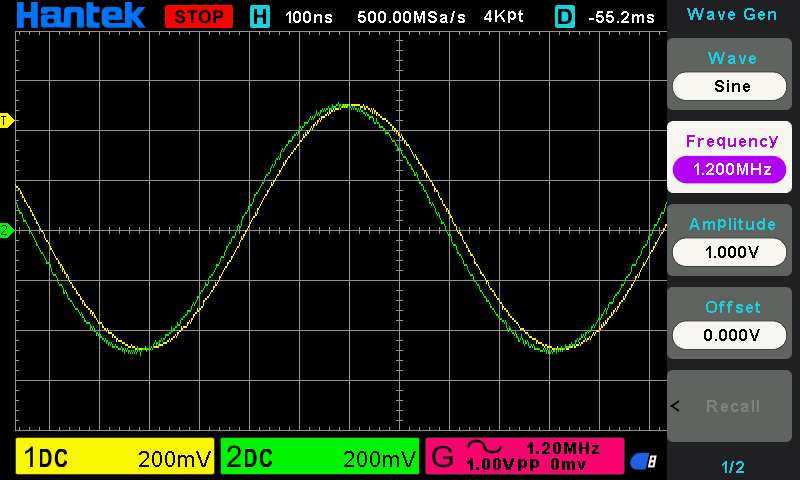 Hantek STOP H 100ns 500.00MSa/s 4Kpt D -55.2ms
Wave Gen
Wave
Sine
Frequency
1.200MHz
Amplitude
1.000V
Offset
0.000V
< Recall
1/2
T
2
1DC 200mV
2DC 200mV
G 1.20MHz
1.00VPP 0mv
8